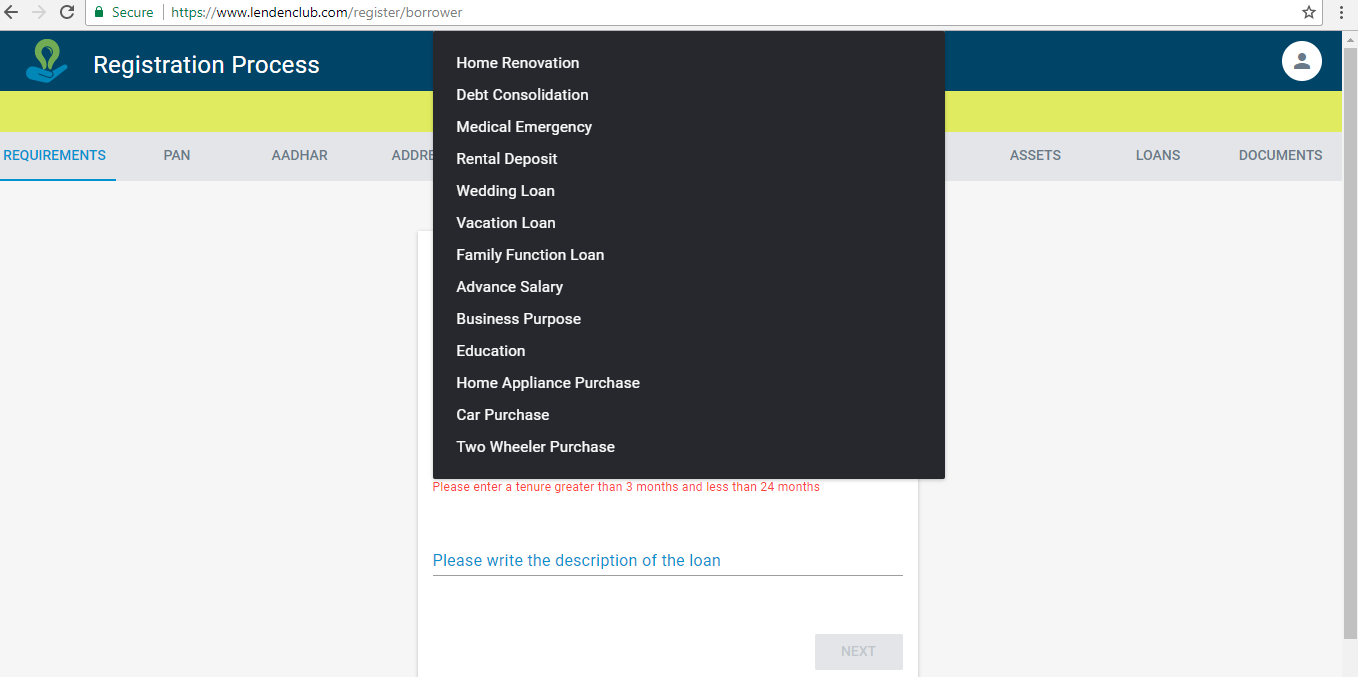 Secure https://www.lendenclub.com/register/borrower
Registration Process
REQUIREMENTS PAN AADHAR ADDRE ASSETS LOANS DOCUMENTS
Home Renovation
Debt Consolidation
Medical Emergency
Rental Deposit
Wedding Loan
Vacation Loan
Family Function Loan
Advance Salary
Business Purpose
Education
Home Appliance Purchase
Car Purchase
Two Wheeler Purchase
Please enter a tenure greater than 3 months and less than 24 months
Please write the description of the loan
NEXT